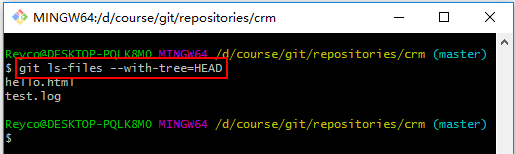 MINGW64:/d/course/git/repositories/crm
Reyco@DESKTOP-PQLK8MO MINGW64 /d/course/git/repositories/crm (master)
$ git ls-files --with-tree=HEAD
hello.html
test.log
Reyco@DESKTOP-PQLK8MO MINGW64 /d/course/git/repositories/crm (master)
$